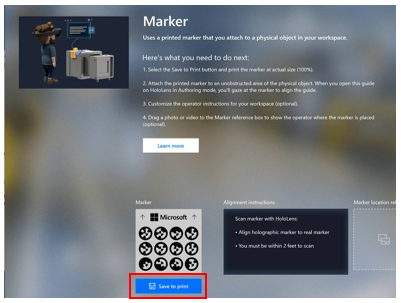 Marker
Uses a printed marker that you attach to a physical object in your workspace.
Here's what you need to do next:
1. Select the Save to Print button and print the marker at actual size (100%).
2. Attach the printed marker to an unobstructed area of the physical object. When you open this guide
on HoloLens in Authoring mode, you'll gaze at the marker to align the guide.
3. Customize the operator instructions for your workspace (optional).
4. Drag a photo or video to the Marker reference box to show the operator where the marker is placed
(optional).
Learn more
Marker
Alignment instructions
Marker location
Microsoft
Scan marker with HoloLens:
• Align holographic marker to real marker
• You must be within 2 feet to scan
Save to print